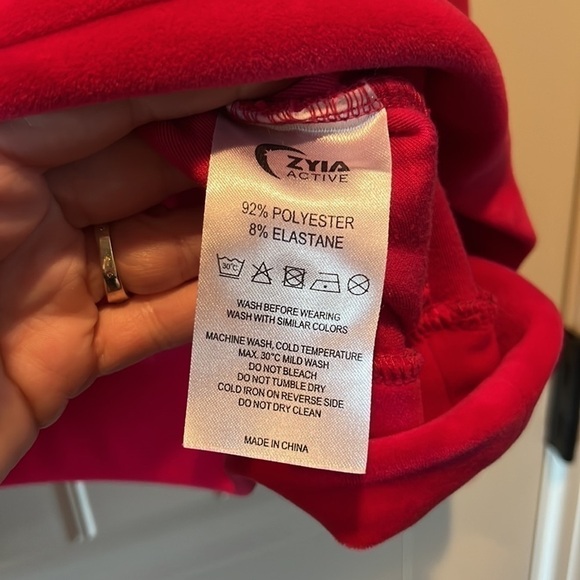 ZYIA
ACTIVE
92% POLYESTER
8% ELASTANE
30°C
WASH BEFORE WEARING
WASH WITH SIMILAR COLORS
MACHINE WASH, COLD TEMPERATURE
MAX. 30°C MILD WASH
DO NOT BLEACH
DO NOT TUMBLE DRY
COLD IRON ON REVERSE SIDE
DO NOT DRY CLEAN
MADE IN CHINA